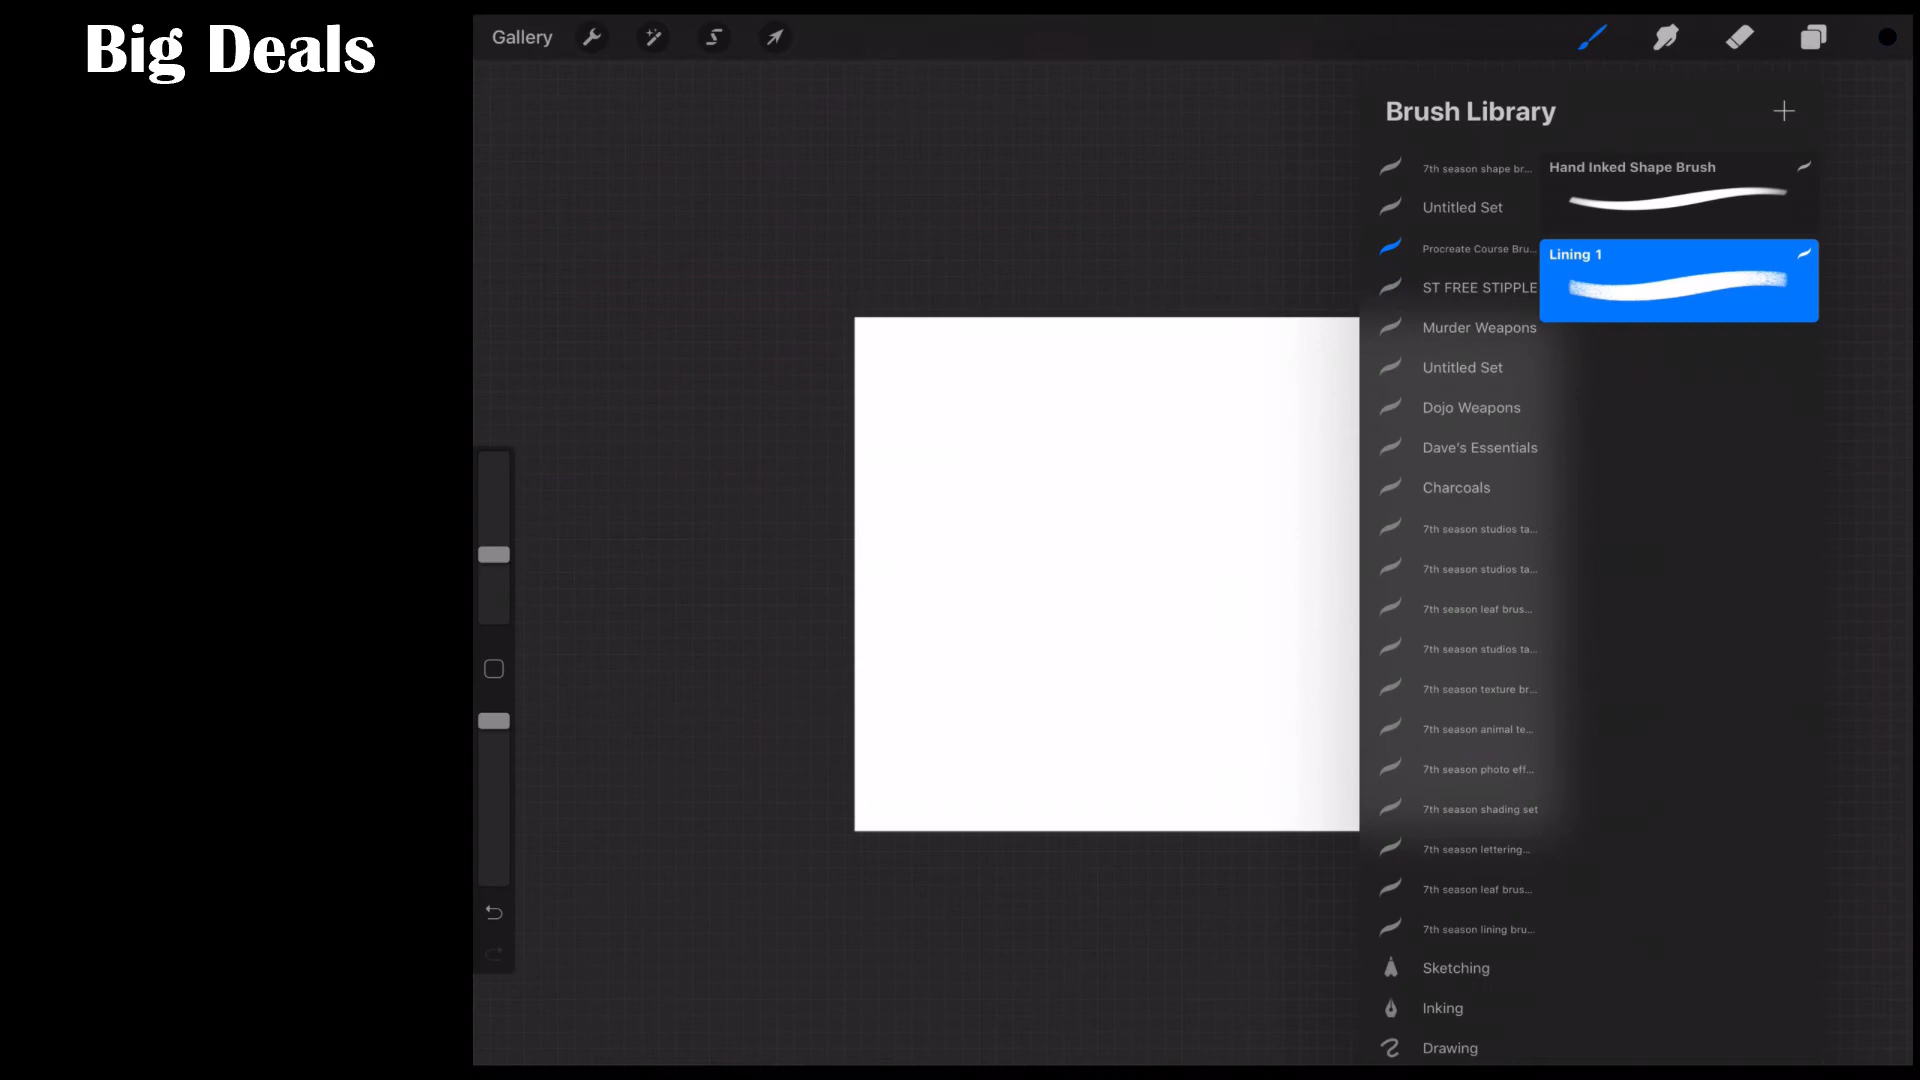 Big Deals
Gallery
Brush Library
7th season shape br...
Untitled Set
Procreate Course Bru...
ST FREE STIPPLE
Murder Weapons
Untitled Set
Dojo Weapons
Dave's Essentials
Charcoals
7th season studios ta...
7th season studios ta...
7th season leaf brus...
7th season studios ta...
7th season texture br...
7th season animal te...
7th season photo eff...
7th season shading set
7th season lettering...
7th season leaf brus...
7th season lining bru...
Sketching
Inking
Drawing
Hand Inked Shape Brush
Lining 1